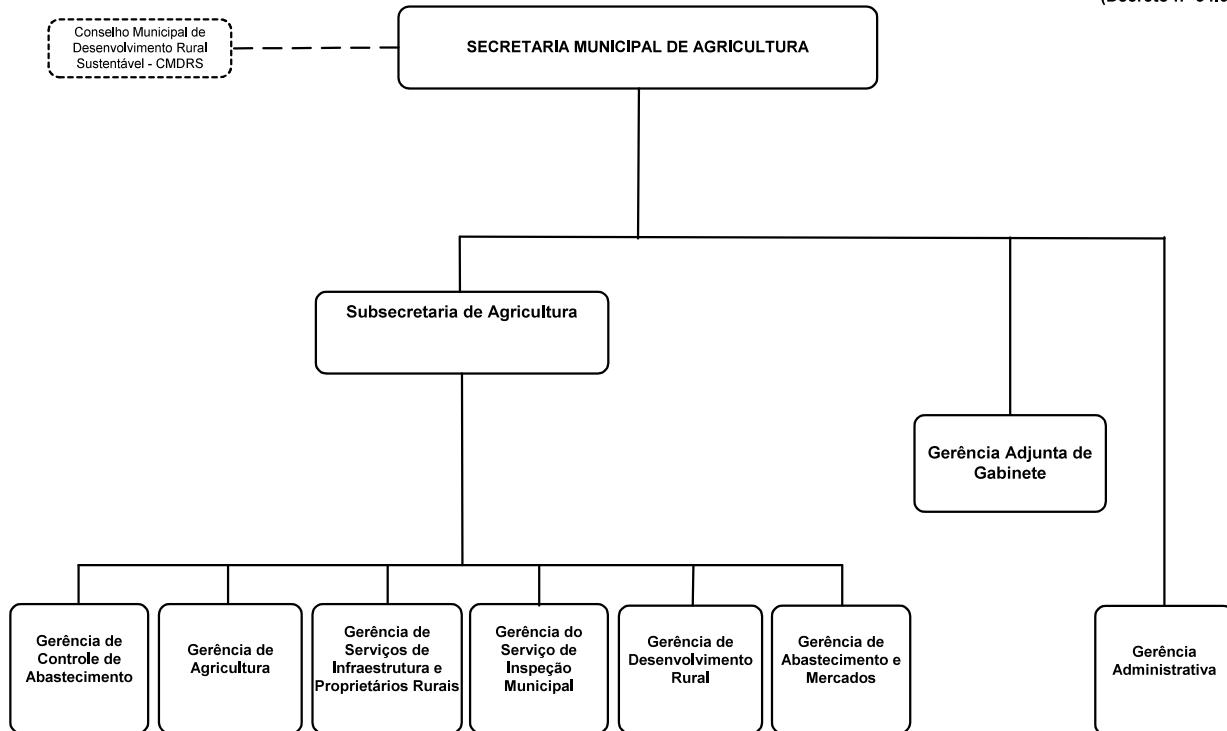 (Decreto nº
Conselho Municipal de
Desenvolvimento Rural
Sustentável - CMDRS
SECRETARIA MUNICIPAL DE AGRICULTURA
Subsecretaria de Agricultura
Gerência Adjunta de
Gabinete
Gerência de
Controle de
Abastecimento
Gerência de
Agricultura
Gerência de
Serviços de
Infraestrutura e
Proprietários Rurais
Gerência do
Serviço de
Inspeção
Municipal
Gerência de
Desenvolvimento
Rural
Gerência de
Abastecimento e
Mercados
Gerência
Administrativa